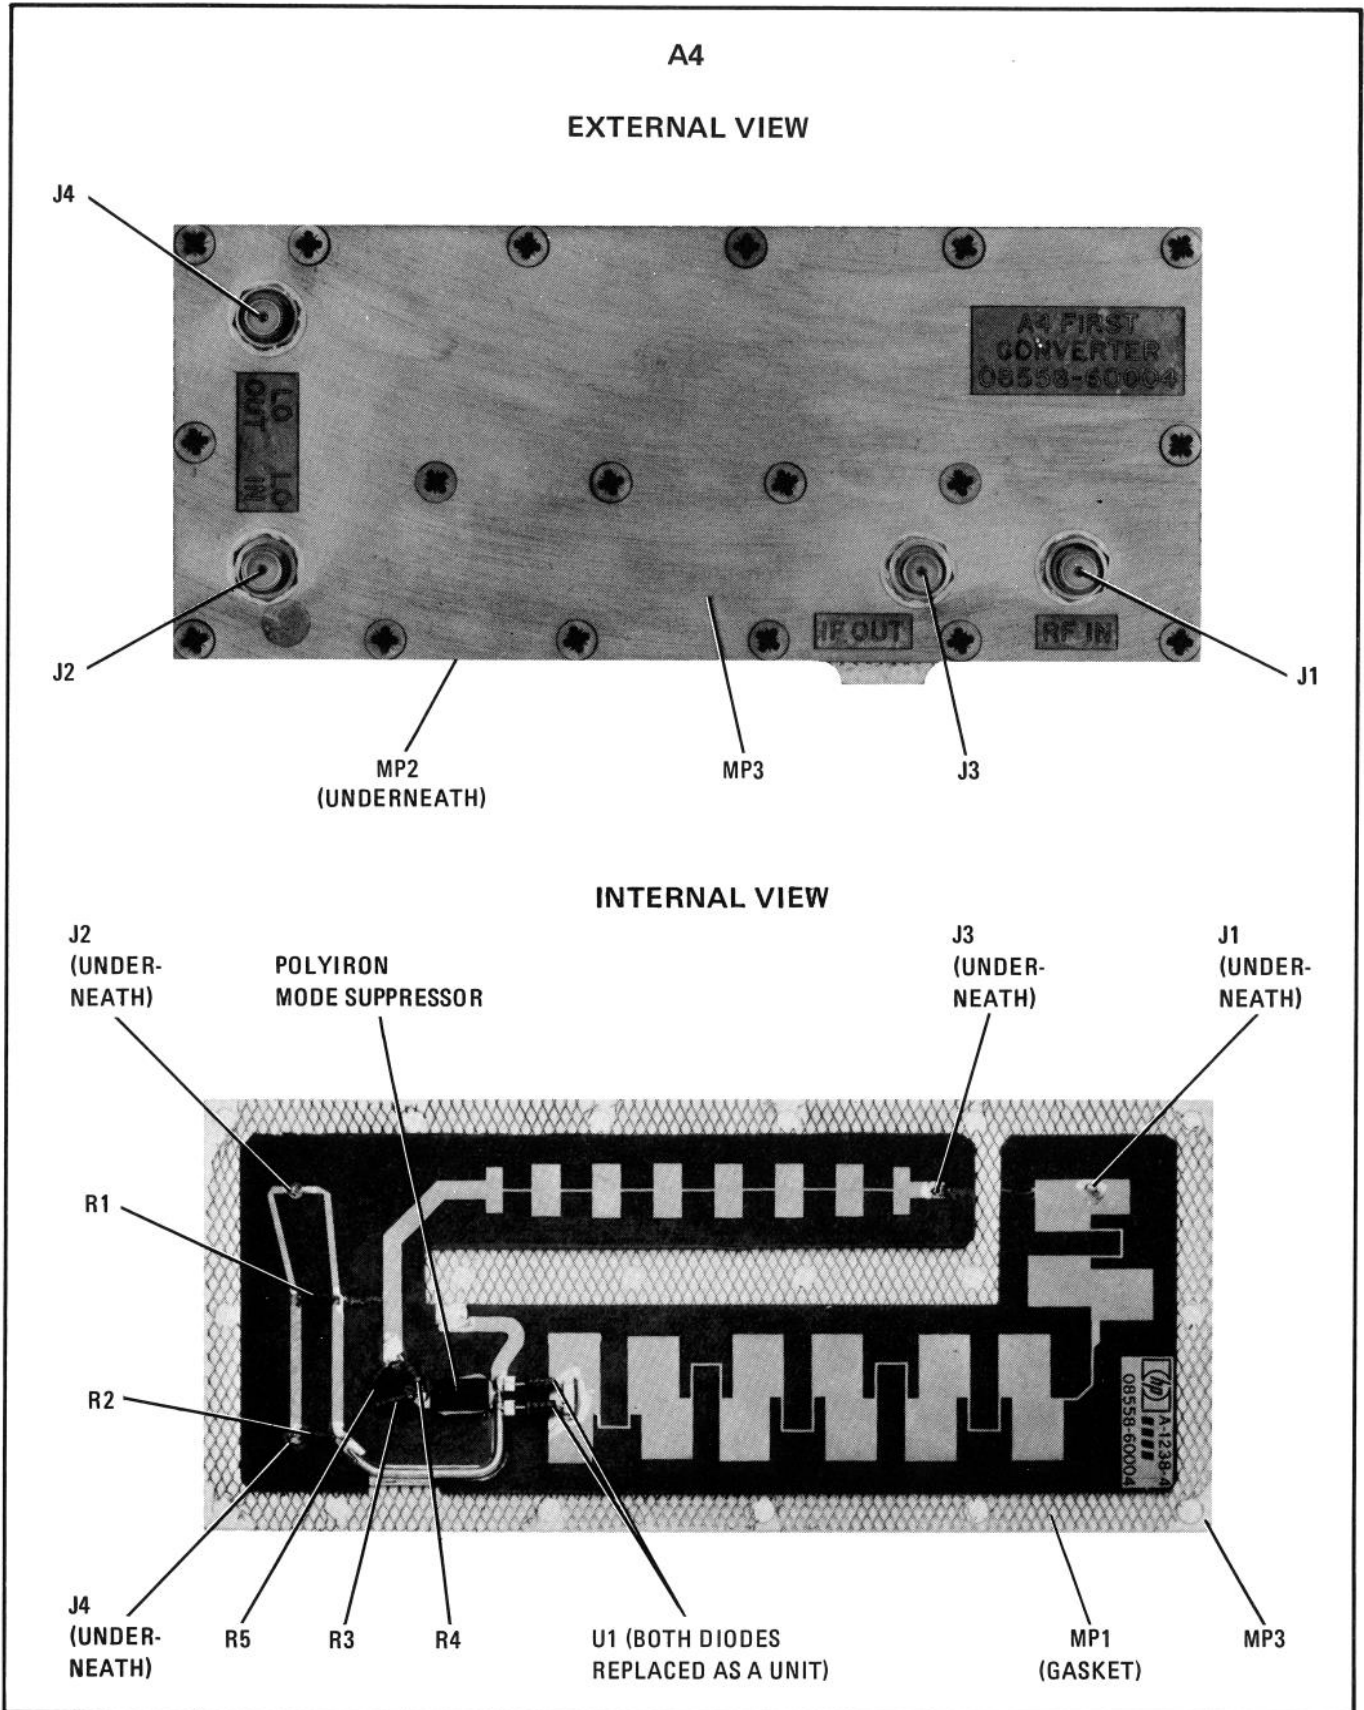 A4
EXTERNAL VIEW
J4
A4 FIRST
CONVERTER
08558-60004
LO
OUT
LO
IN
IF OUT
RF IN
J2
J1
MP2
(UNDERNEATH)
MP3
J3
INTERNAL VIEW
J2
(UNDER-
NEATH)
POLYIRON
MODE SUPPRESSOR
J3
(UNDER-
NEATH)
J1
(UNDER-
NEATH)
R1
R2
hp
A-1238-4
08558-60004
J4
(UNDER-
NEATH)
R5
R3
R4
U1 (BOTH DIODES
REPLACED AS A UNIT)
MP1
(GASKET)
MP3